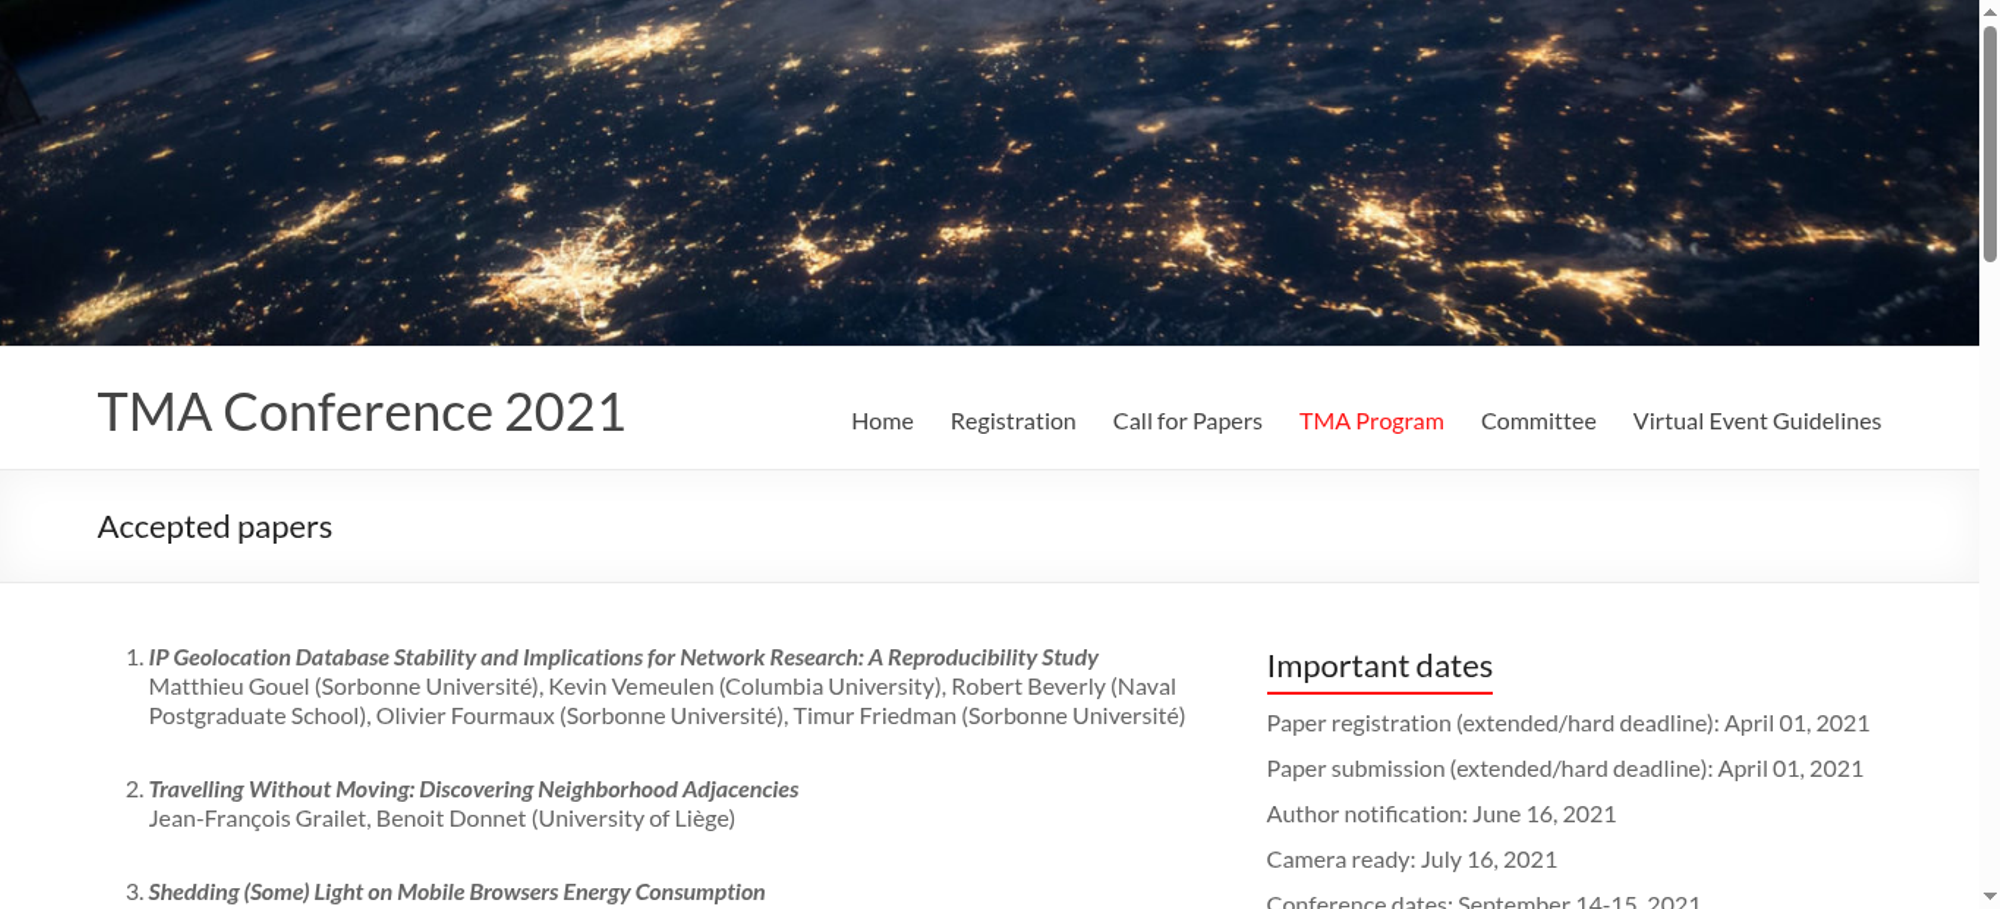 TMA Conference 2021
Home Registration Call for Papers TMA Program Committee Virtual Event Guidelines
Accepted papers
1. IP Geolocation Database Stability and Implications for Network Research: A Reproducibility Study
Matthieu Gouel (Sorbonne Université), Kevin Vemeulen (Columbia University), Robert Beverly (Naval
Postgraduate School), Olivier Fourmaux (Sorbonne Université), Timur Friedman (Sorbonne Université)
2. Travelling Without Moving: Discovering Neighborhood Adjacencies
Jean-François Grailet, Benoit Donnet (University of Liège)
3. Shedding (Some) Light on Mobile Browsers Energy Consumption
Important dates
Paper registration (extended/hard deadline): April 01, 2021
Paper submission (extended/hard deadline): April 01, 2021
Author notification: June 16, 2021
Camera ready: July 16, 2021
Conference dates: September 14-15, 2021